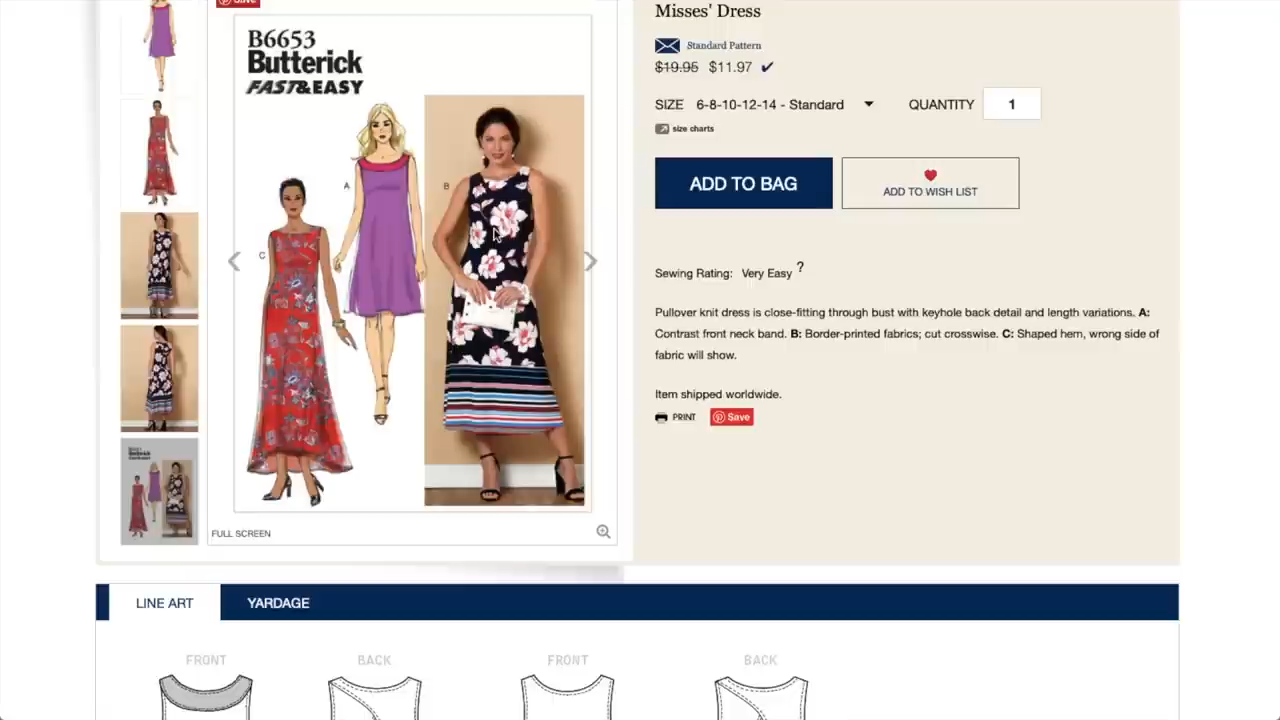 Save
B6653
Butterick
FAST&EASY
A
B
C
FULL SCREEN
Misses' Dress
Standard Pattern
$19.95 $11.97 ✔
SIZE 6-8-10-12-14 - Standard QUANTITY 1
size charts
ADD TO BAG
ADD TO WISH LIST
Sewing Rating: Very Easy ?
Pullover knit dress is close-fitting through bust with keyhole back detail and length variations. A:
Contrast front neck band. B: Border-printed fabrics; cut crosswise. C: Shaped hem, wrong side of
fabric will show.
Item shipped worldwide.
PRINT Save
LINE ART YARDAGE
FRONT BACK FRONT BACK